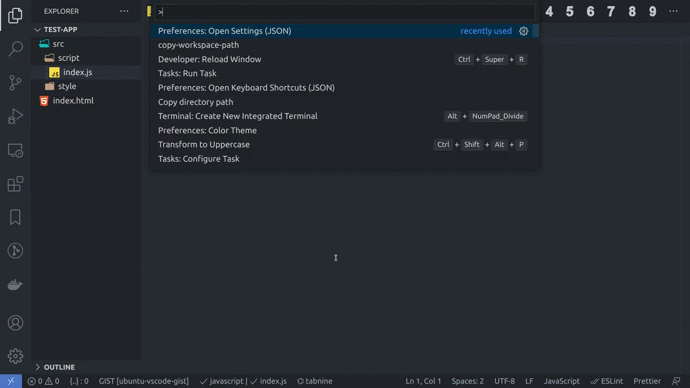 EXPLORER
TEST-APP
src
script
index.js
style
index.html
>
Preferences: Open Settings (JSON) recently used
copy-workspace-path
Developer: Reload Window Ctrl + Super + R
Tasks: Run Task
Preferences: Open Keyboard Shortcuts (JSON)
Copy directory path
Terminal: Create New Integrated Terminal Alt + NumPad_Divide
Preferences: Color Theme
Transform to Uppercase Ctrl + Shift + Alt + P
Tasks: Configure Task
4 5 6 7 8 9
OUTLINE
0 0 {..} : 0 GIST [ubuntu-vscode-gist] javascript | index.js tabnine Ln 1, Col 1 Spaces: 2 UTF-8 LF JavaScript ESLint Prettier